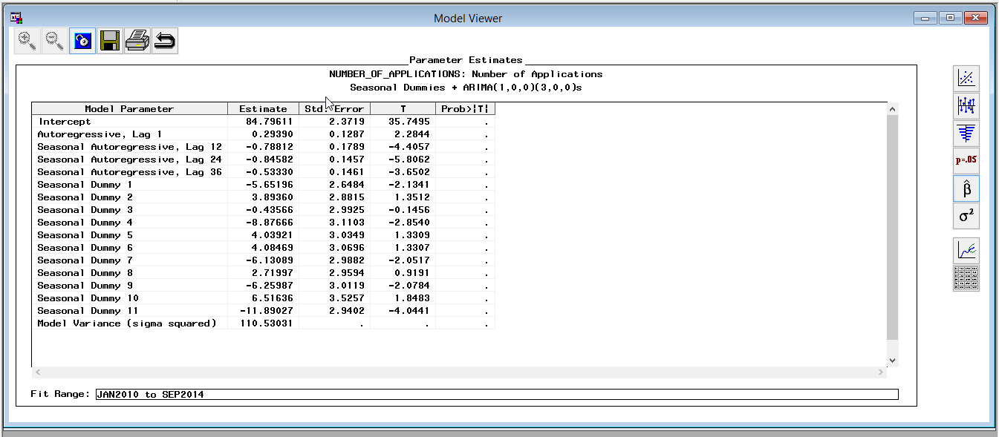 Model Viewer
Parameter Estimates
NUMBER_OF_APPLICATIONS: Number of Applications
Seasonal Dummies + ARIMA(1,0,0)(3,0,0)s
Model Parameter Estimate Std. Error T Prob>|T|
Intercept 84.79611 2.3719 35.7495 .
Autoregressive, Lag 1 0.29390 0.1287 2.2844 .
Seasonal Autoregressive, Lag 12 -0.78812 0.1789 -4.4057 .
Seasonal Autoregressive, Lag 24 -0.84582 0.1457 -5.8062 .
Seasonal Autoregressive, Lag 36 -0.53330 0.1461 -3.6502 .
Seasonal Dummy 1 -5.65196 2.6484 -2.1341 .
Seasonal Dummy 2 3.89360 2.8815 1.3512 .
Seasonal Dummy 3 -0.43566 2.9925 -0.1456 .
Seasonal Dummy 4 -8.87666 3.1103 -2.8540 .
p=.05
Seasonal Dummy 5 4.03921 3.0349 1.3309 .
Seasonal Dummy 6 4.08469 3.0696 1.3307 .
β̂
Seasonal Dummy 7 -6.13089 2.9882 -2.0517 .
Seasonal Dummy 8 2.71997 2.9594 0.9191 .
σ²
Seasonal Dummy 9 -6.25987 3.0119 -2.0784 .
Seasonal Dummy 10 6.51636 3.5257 1.8483 .
Seasonal Dummy 11 -11.89027 2.9402 -4.0441 .
Model Variance (sigma squared) 110.53031 . . .
Fit Range: JAN2010 to SEP2014